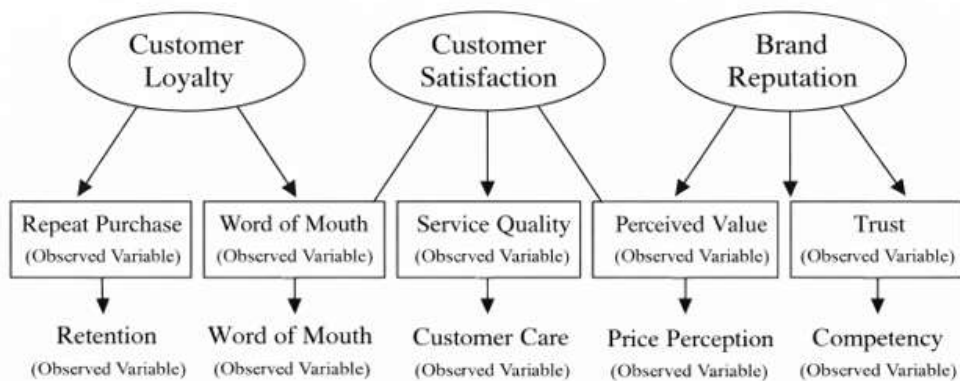 Customer
Loyalty
Customer
Satisfaction
Brand
Reputation
Repeat Purchase
(Observed Variable)
Word of Mouth
(Observed Variable)
Service Quality
(Observed Variable)
Perceived Value
(Observed Variable)
Trust
(Observed Variable)
Retention
(Observed Variable)
Word of Mouth
(Observed Variable)
Customer Care
(Observed Variable)
Price Perception
(Observed Variable)
Competency
(Observed Variable)